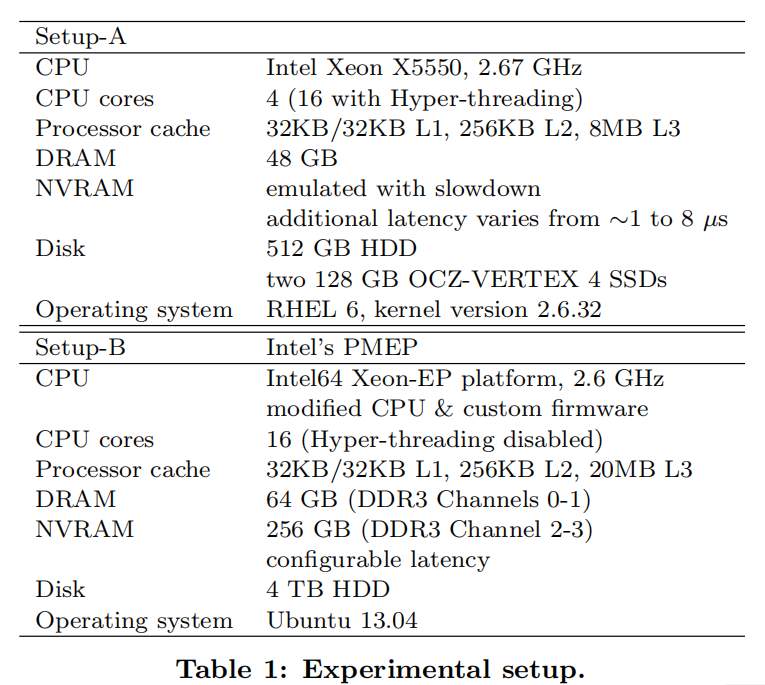 Setup-A
CPU Intel Xeon X5550, 2.67 GHz
CPU cores 4 (16 with Hyper-threading)
Processor cache 32KB/32KB L1, 256KB L2, 8MB L3
DRAM 48 GB
NVRAM emulated with slowdown
additional latency varies from ∼1 to 8 μs
Disk 512 GB HDD
two 128 GB OCZ-VERTEX 4 SSDs
Operating system RHEL 6, kernel version 2.6.32
Setup-B Intel's PMEP
CPU Intel64 Xeon-EP platform, 2.6 GHz
modified CPU & custom firmware
CPU cores 16 (Hyper-threading disabled)
Processor cache 32KB/32KB L1, 256KB L2, 20MB L3
DRAM 64 GB (DDR3 Channels 0-1)
NVRAM 256 GB (DDR3 Channel 2-3)
configurable latency
Disk 4 TB HDD
Operating system Ubuntu 13.04
Table 1: Experimental setup.